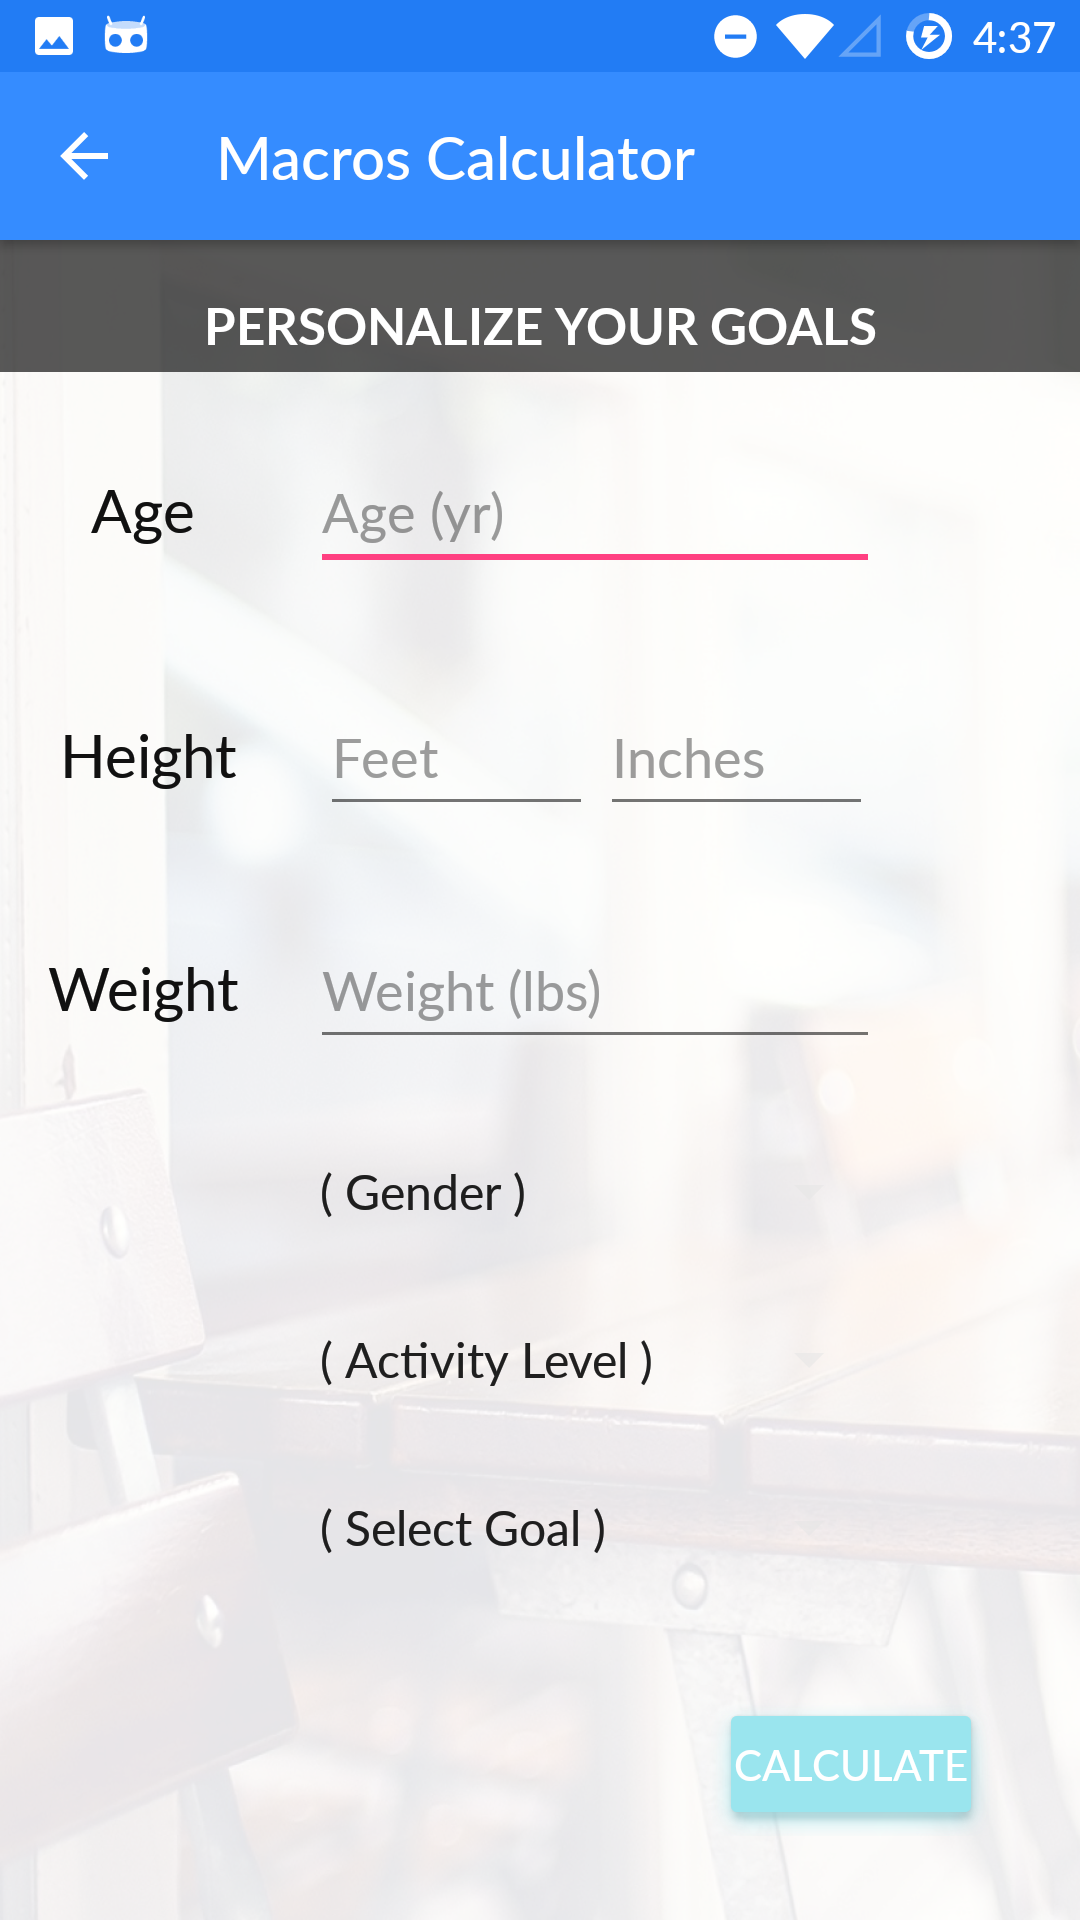 4:37
Macros Calculator
PERSONALIZE YOUR GOALS
Age Age (yr)
Height Feet Inches
Weight Weight (lbs)
( Gender )
( Activity Level )
( Select Goal )
CALCULATE